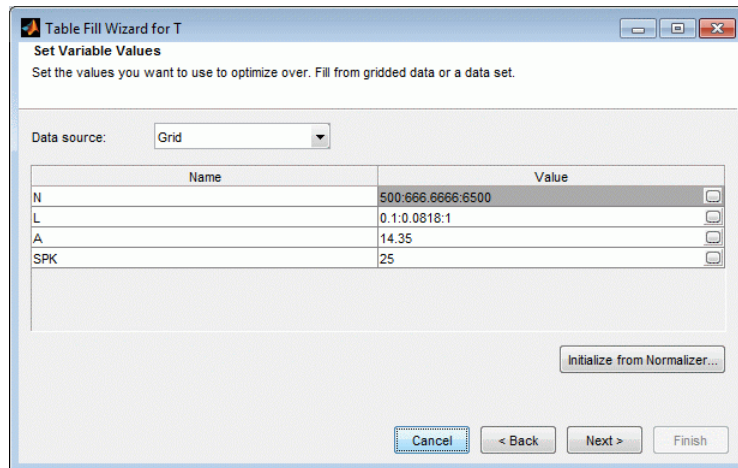 Table Fill Wizard for T
Set Variable Values
Set the values you want to use to optimize over. Fill from gridded data or a data set.
Data source: Grid
Name Value
N 500:666.6666:6500
L 0.1:0.0818:1
A 14.35
SPK 25
Initialize from Normalizer...
Cancel < Back Next > Finish